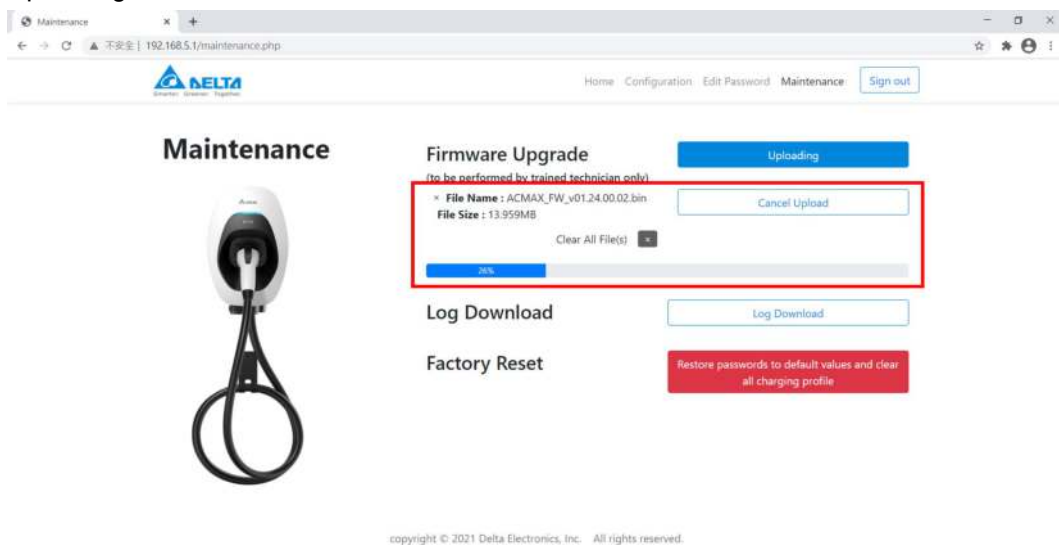 Maintenance
不安全 | 192.168.5.1/maintenance.php
DELTA
Smarter. Greener. Together.
Home Configuration Edit Password Maintenance Sign out
Maintenance
Firmware Upgrade
Uploading
(to be performed by trained technician only)
× File Name : ACMAX_FW_v01.24.00.02.bin
Cancel Upload
File Size : 13.959MB
Clear All File(s) ×
26%
Log Download
Log Download
Factory Reset
Restore passwords to default values and clear
all charging profile
copyright © 2021 Delta Electronics, Inc. All rights reserved.